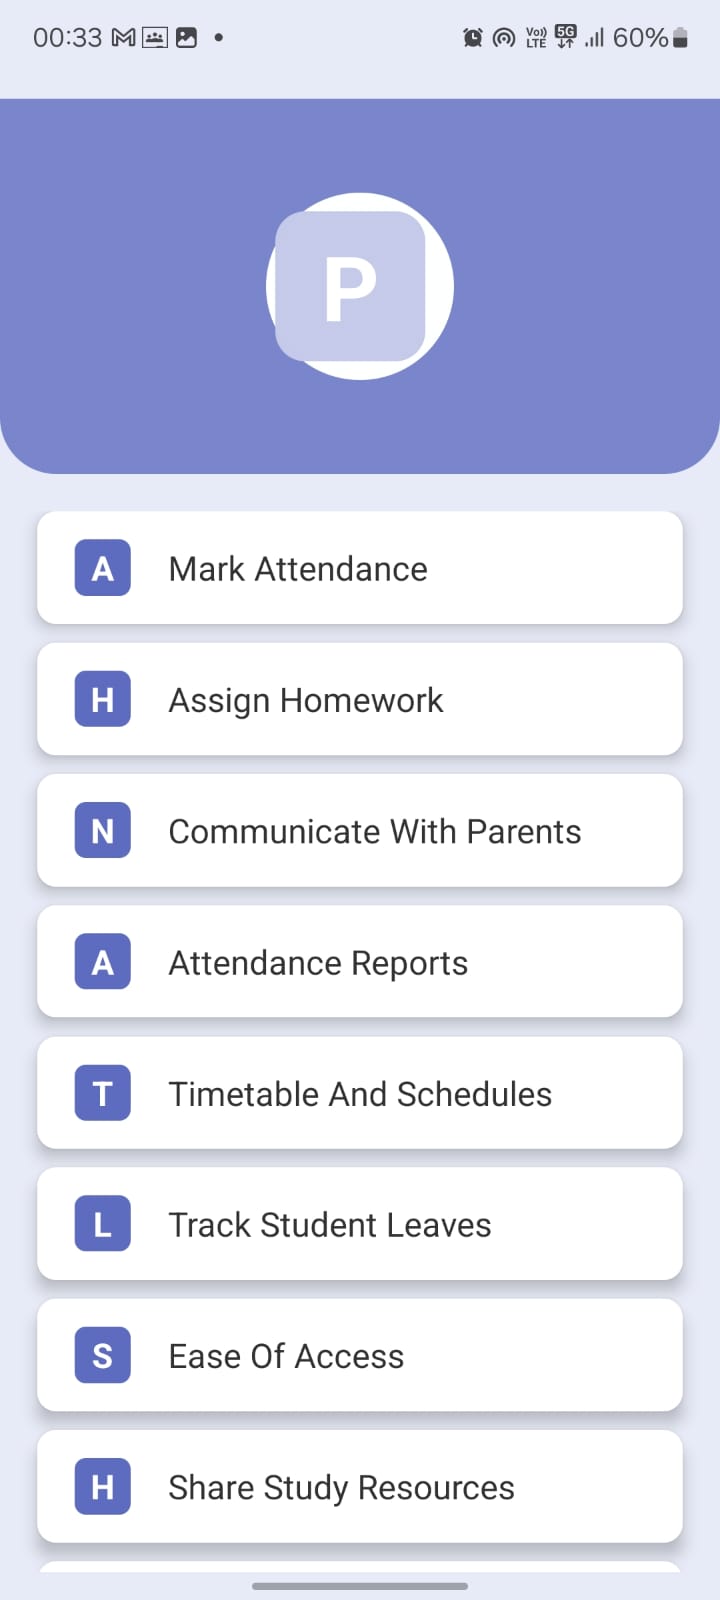 00:33 60%
Vo)) LTE 5G
P
A Mark Attendance
H Assign Homework
N Communicate With Parents
A Attendance Reports
T Timetable And Schedules
L Track Student Leaves
S Ease Of Access
H Share Study Resources